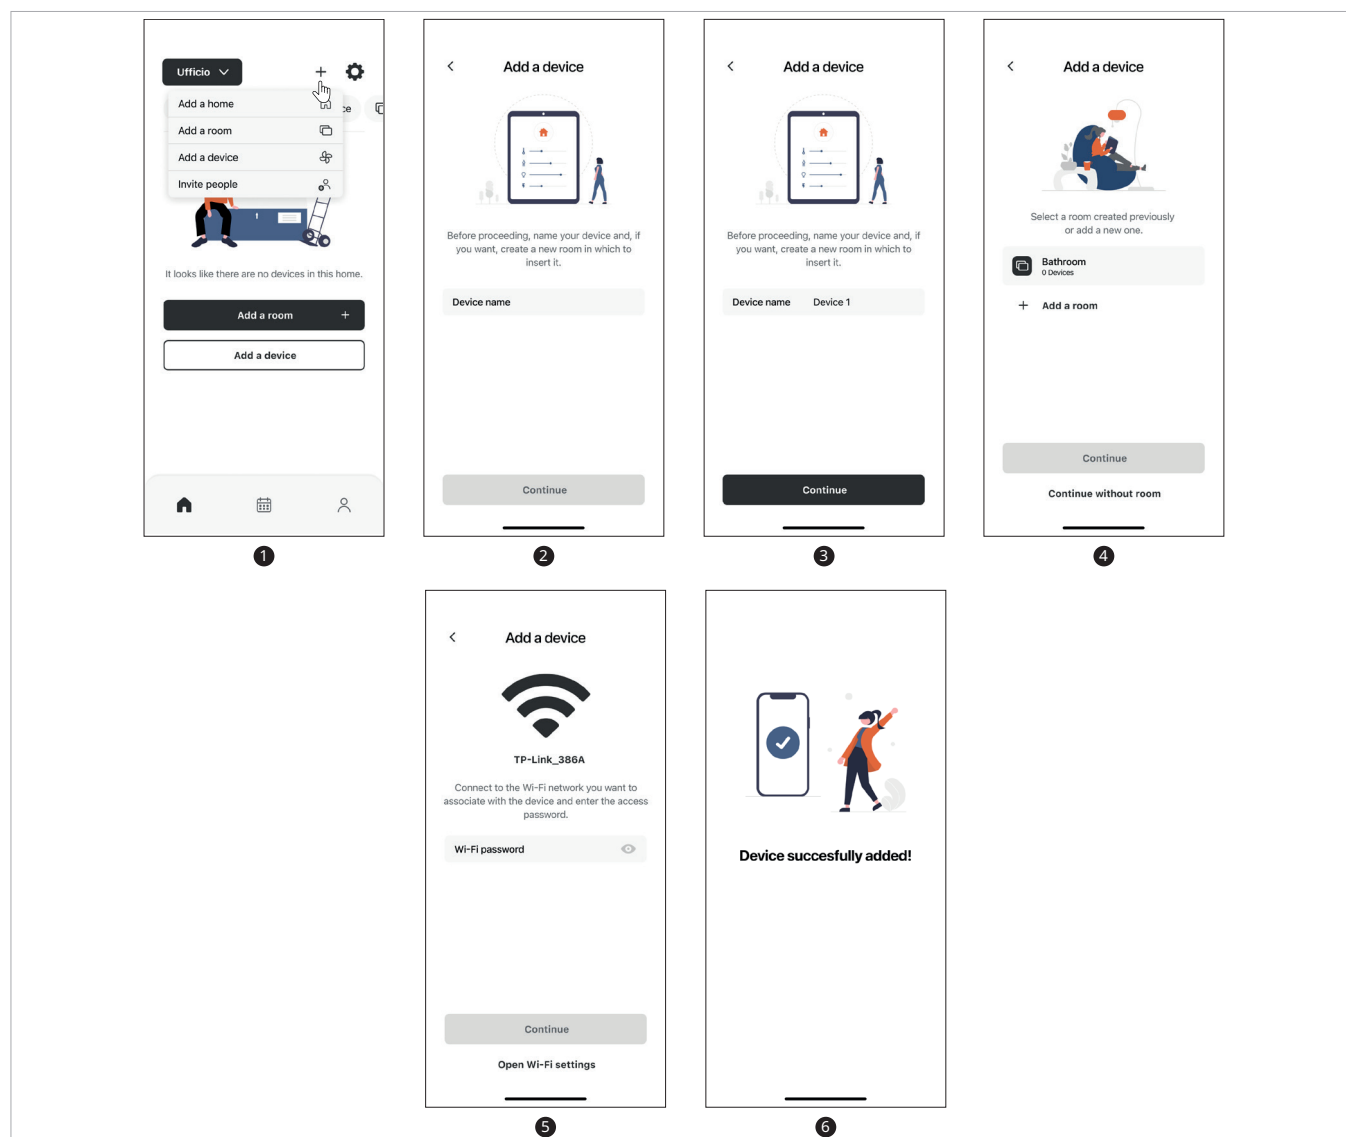 Ufficio
Add a home
ce
Add a room
Add a device
Invite people
It looks like there are no devices in this home.
Add a room
Add a device
1
Add a device
Before proceeding, name your device and, if
you want, create a new room in which to
insert it.
Device name
Continue
2
Add a device
Before proceeding, name your device and, if
you want, create a new room in which to
insert it.
Device name Device 1
Continue
3
Add a device
Select a room created previously
or add a new one.
Bathroom
0 Devices
+ Add a room
Continue
Continue without room
4
Add a device
TP-Link_386A
Connect to the Wi-Fi network you want to
associate with the device and enter the access
password.
Wi-Fi password
Continue
Open Wi-Fi settings
5
Device succesfully added!
6